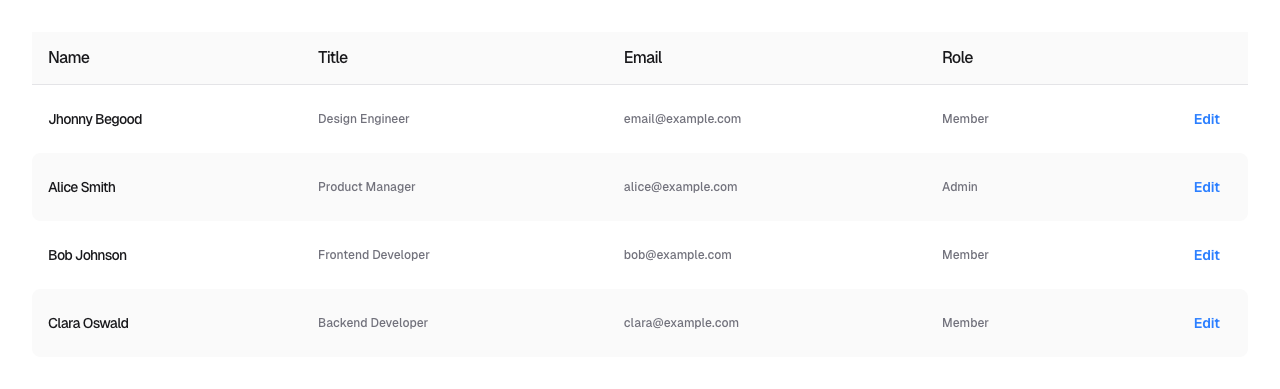 Name Title Email Role
Jhonny Begood Design Engineer email@example.com Member Edit
Alice Smith Product Manager alice@example.com Admin Edit
Bob Johnson Frontend Developer bob@example.com Member Edit
Clara Oswald Backend Developer clara@example.com Member Edit